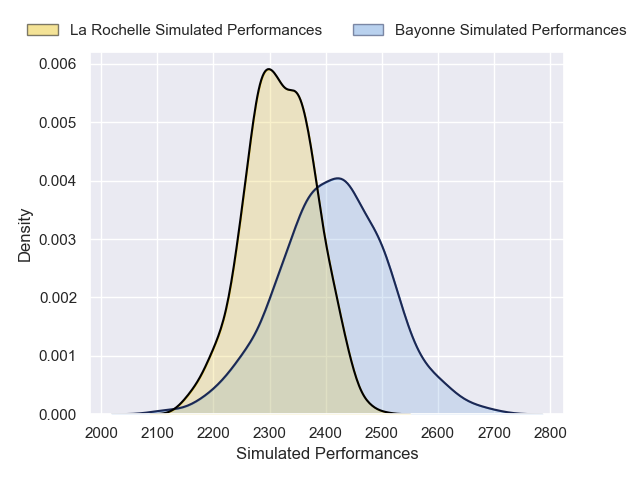 La Rochelle Simulated Performances Bayonne Simulated Performances
0.006
0.005
0.004
0.003
0.002
0.001
0.000
Density
2000 2100 2200 2300 2400 2500 2600 2700 2800
Simulated Performances